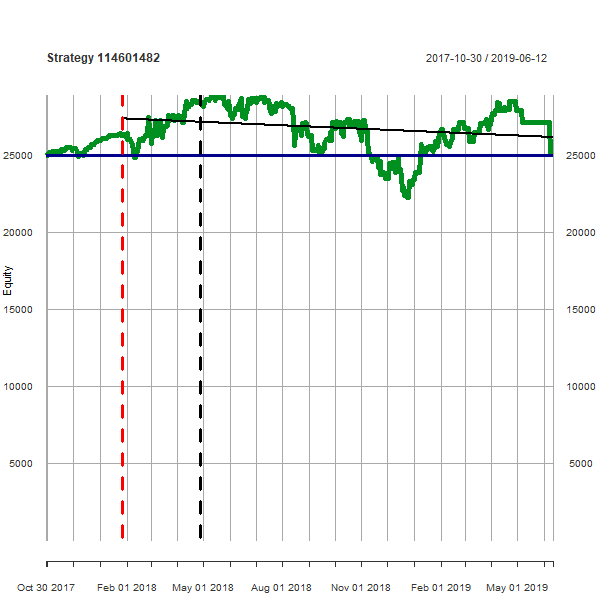 Strategy 114601482
2017-10-30 / 2019-06-12
25000
25000
20000
20000
Equity
15000
15000
10000
10000
5000
5000
Oct 30 2017
Feb 01 2018
May 01 2018
Aug 01 2018
Nov 01 2018
Feb 01 2019
May 01 2019